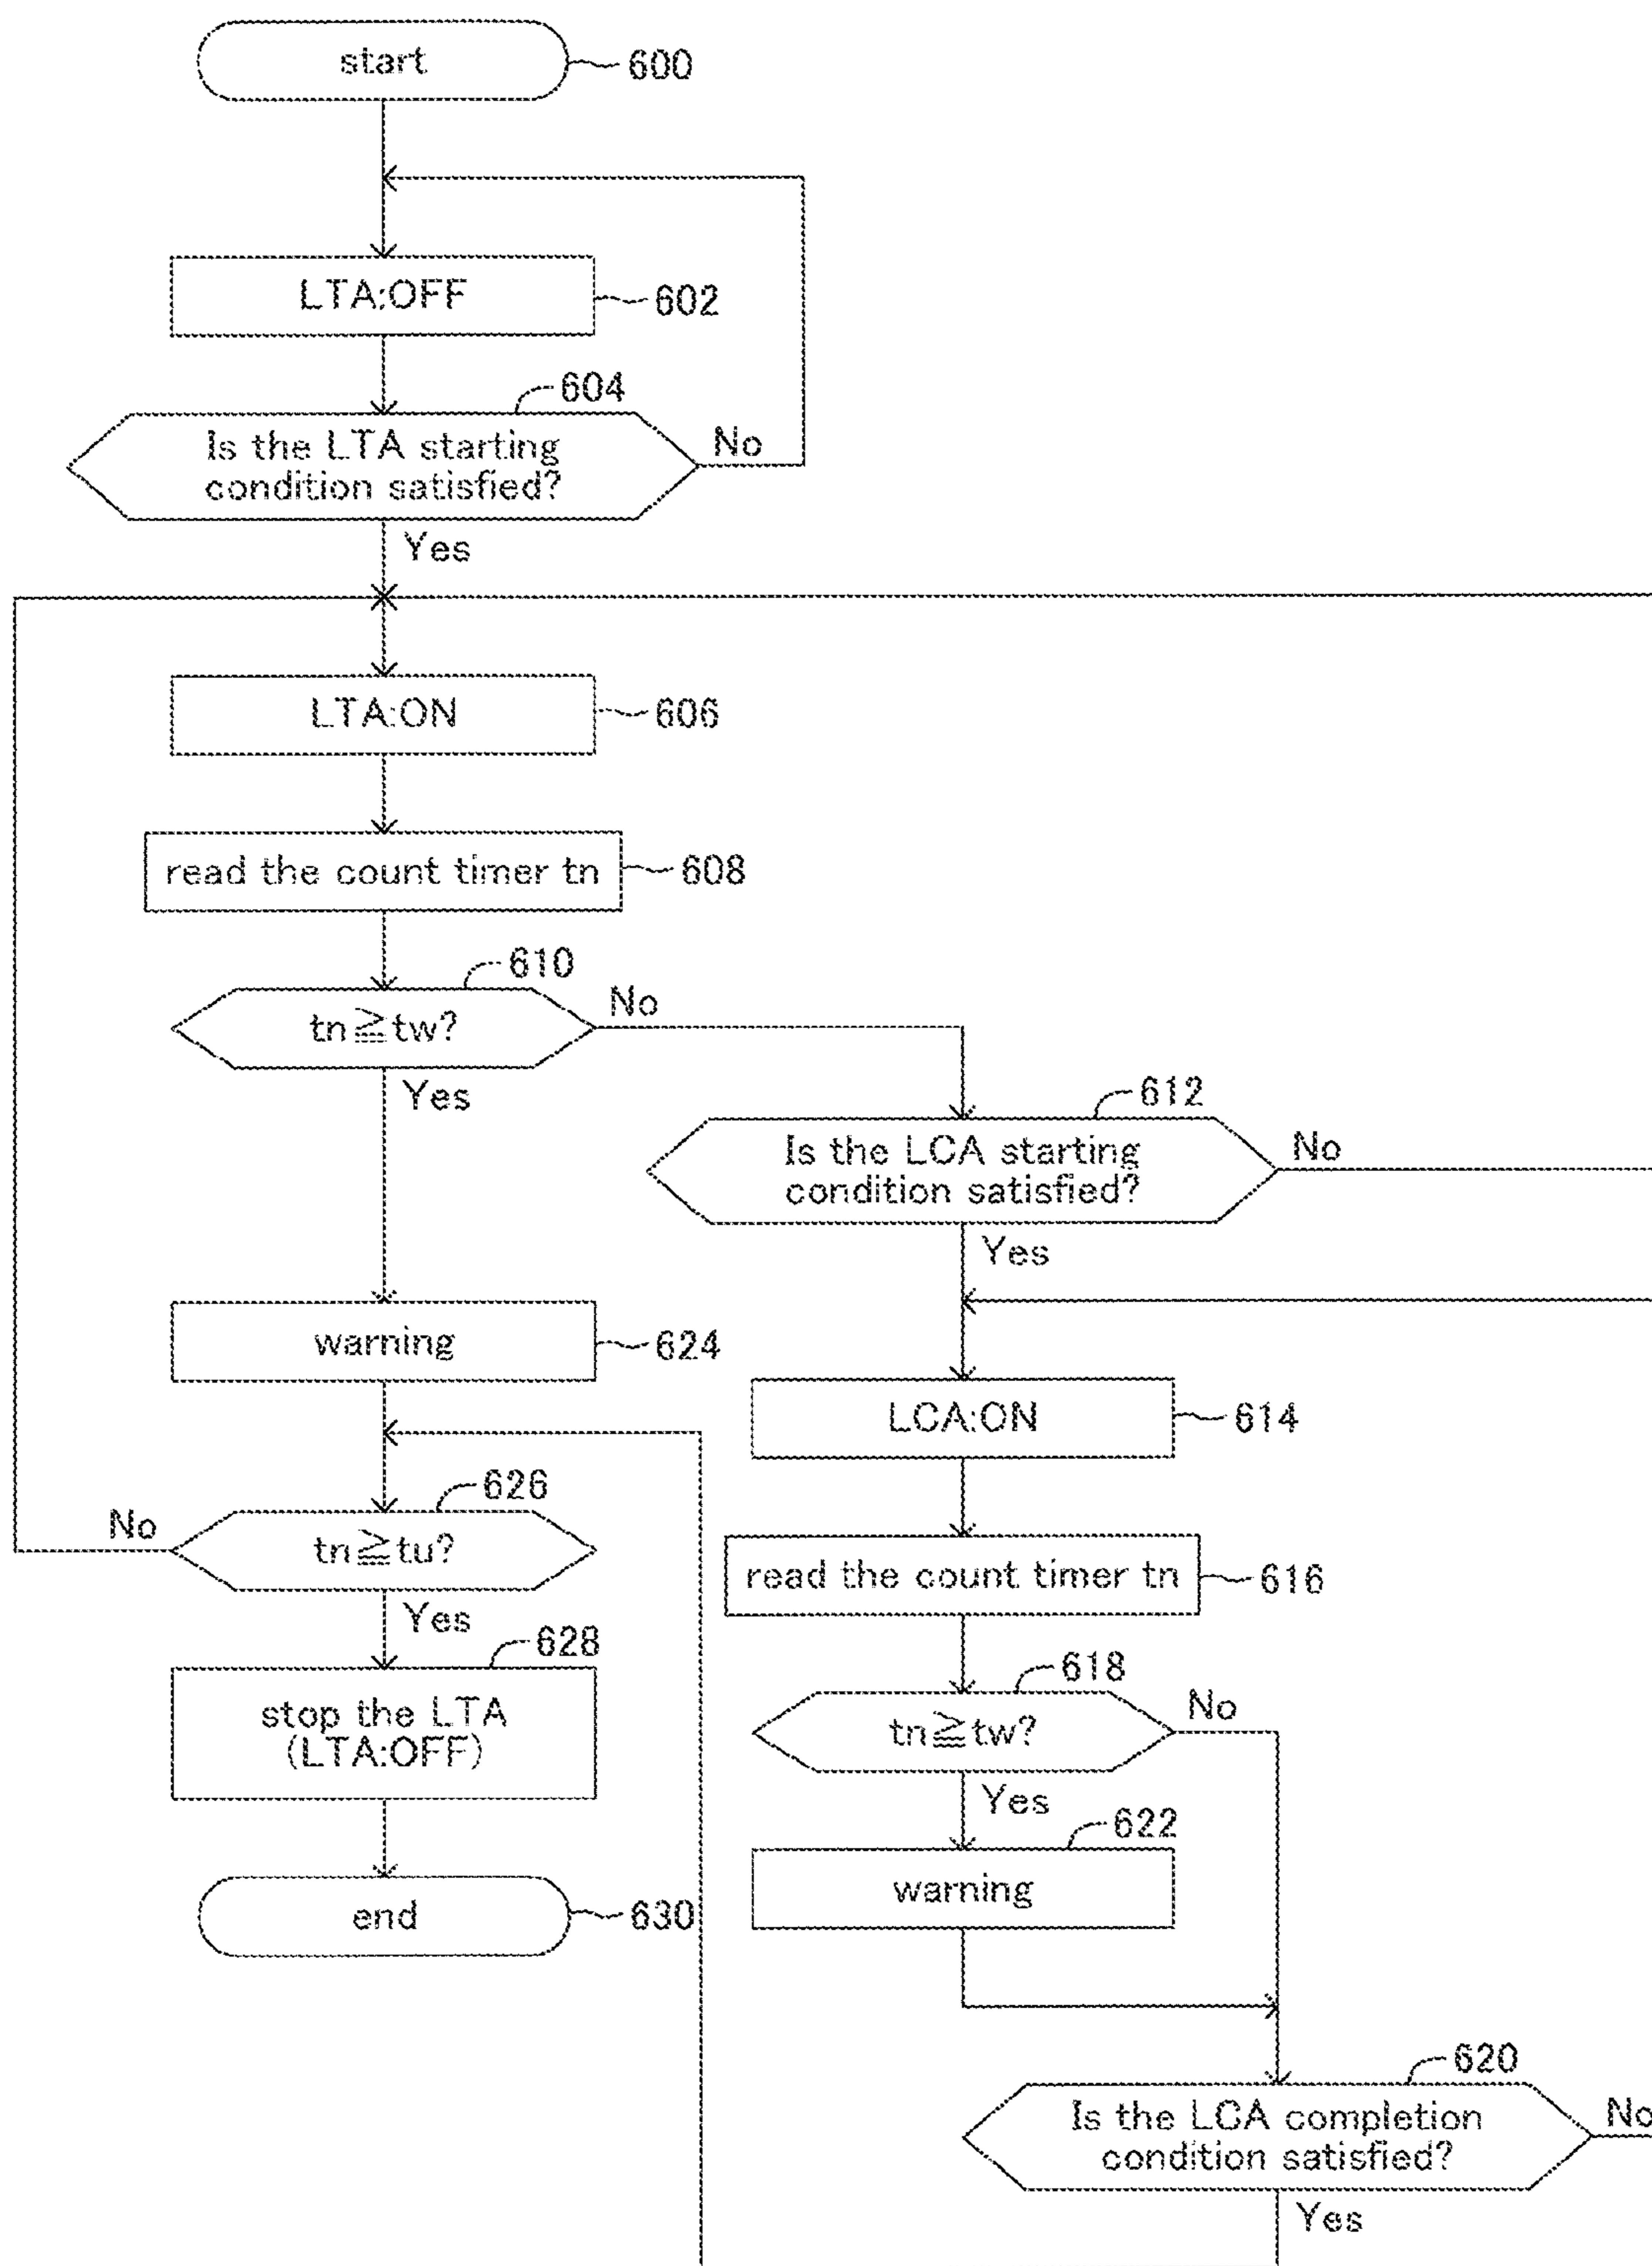 start
600
LTA:OFF
602
604
Is the LTA starting
condition satisfied?
No
Yes
LTA:ON
606
read the count timer tn
608
610
tn≧tw?
No
Yes
612
Is the LCA starting
condition satisfied?
No
Yes
warning
624
LCA:ON
614
626
tn≧tu?
No
Yes
read the count timer tn
616
628
stop the LTA
(LTA:OFF)
618
tn≧tw?
No
Yes
622
warning
end
630
620
Is the LCA completion
condition satisfied?
No
Yes